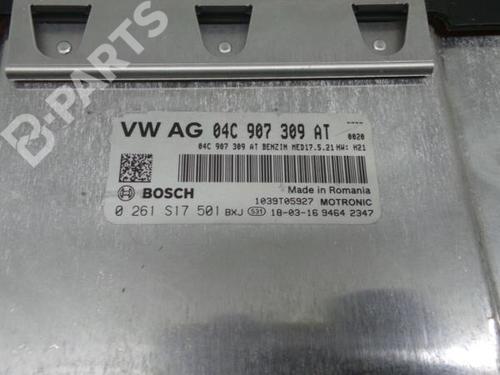 B-PARTS
VW AG 04C 907 309 AT ----
0020
04C 907 309 AT BENZIN MED17.5.21 HW: H21
BOSCH
Made in Romania
1039T05927 MOTRONIC
0 261 S17 501 BXJ 531 18-03-16 9464 2347